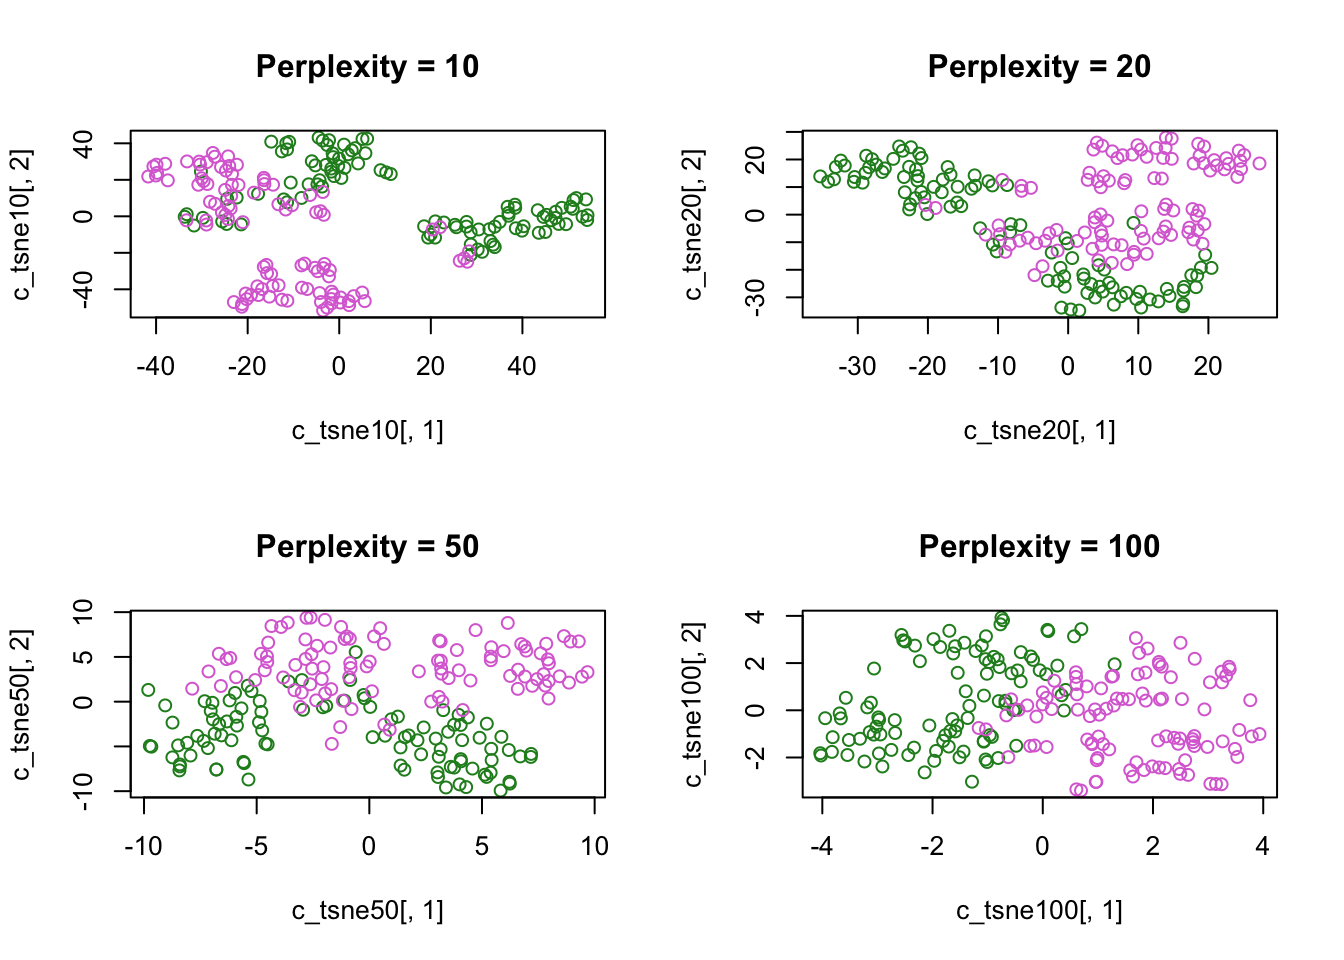 Perplexity = 10
c_tsne10[, 2]
40
0
-40
-40 -20 0 20 40
c_tsne10[, 1]
Perplexity = 20
c_tsne20[, 2]
20
0
-30
-30 -20 -10 0 10 20
c_tsne20[, 1]
Perplexity = 50
c_tsne50[, 2]
10
5
0
-10
-10 -5 0 5 10
c_tsne50[, 1]
Perplexity = 100
c_tsne100[, 2]
4
2
0
-2
-4 -2 0 2 4
c_tsne100[, 1]